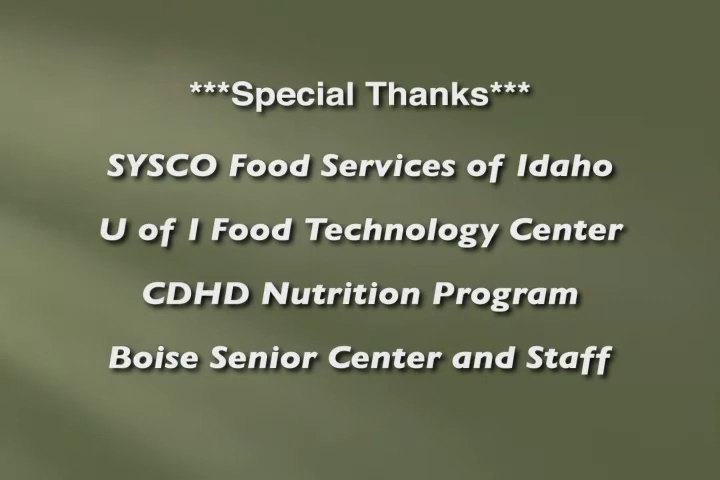 ***Special Thanks***
SYSCO Food Services of Idaho
U of I Food Technology Center
CDHD Nutrition Program
Boise Senior Center and Staff